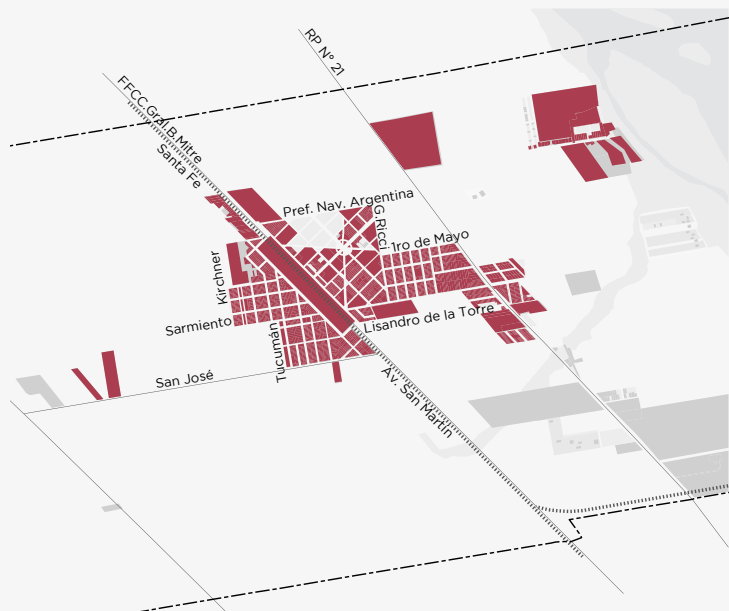 RP Nº 21
FFCC.Gral.B.Mitre
Santa Fe
Pref. Nav. Argentina
G.Ricci
1ro de Mayo
Kirchner
Sarmiento
Lisandro de la Torre
Tucumán
San José
Av. San Martín